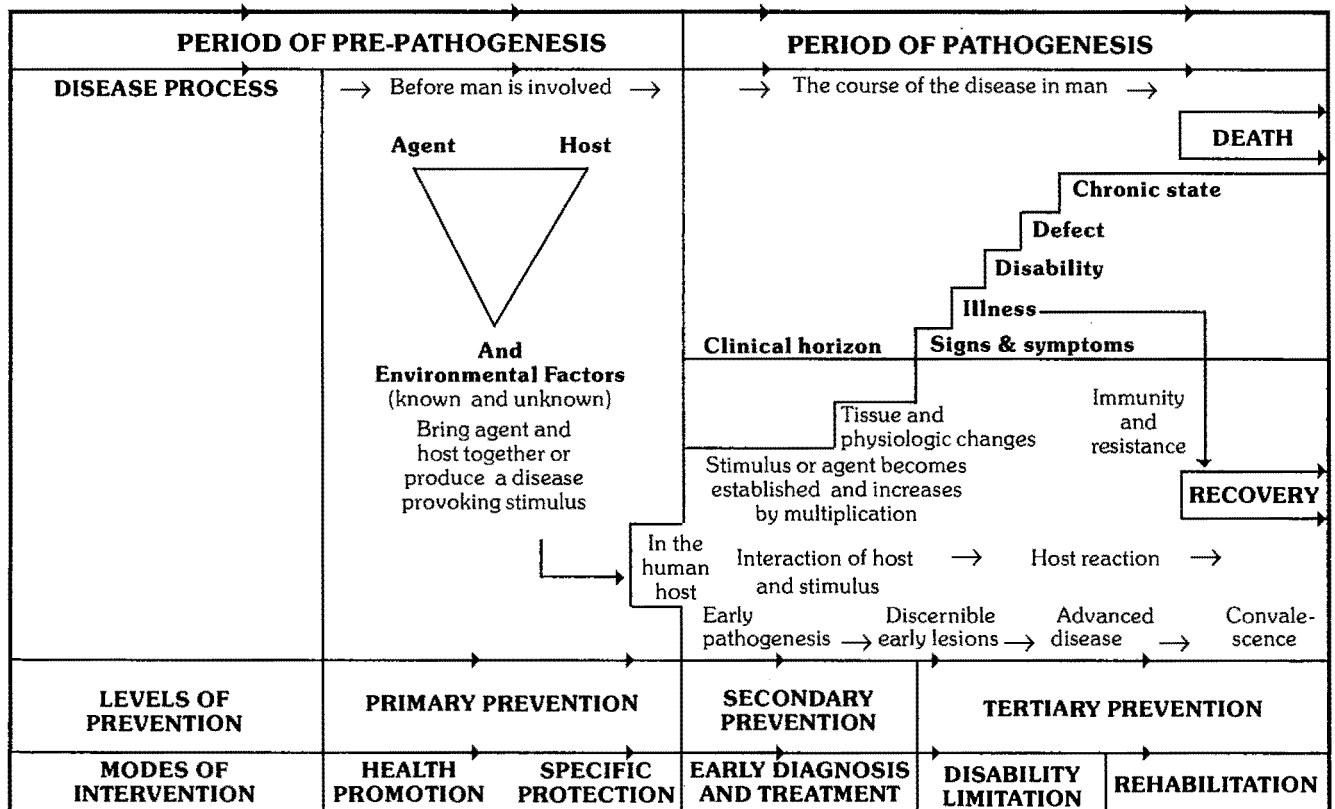 PERIOD OF PRE-PATHOGENESIS
PERIOD OF PATHOGENESIS
DISEASE PROCESS
→ Before man is involved →
→ The course of the disease in man →
Agent
Host
And
Environmental Factors
(known and unknown)
Bring agent and
host together or
produce a disease
provoking stimulus
DEATH
Chronic state
Defect
Disability
Illness
Clinical horizon
Signs & symptoms
Tissue and
physiologic changes
Immunity
and
resistance
Stimulus or agent becomes
established and increases
by multiplication
RECOVERY
In the
human
host
Interaction of host
and stimulus
→
Host reaction →
Early
pathogenesis →
Discernible
early lesions →
Advanced
disease →
Convale-
scence
LEVELS OF
PREVENTION
PRIMARY PREVENTION
SECONDARY
PREVENTION
TERTIARY PREVENTION
MODES OF
INTERVENTION
HEALTH
PROMOTION
SPECIFIC
PROTECTION
EARLY DIAGNOSIS
AND TREATMENT
DISABILITY
LIMITATION
REHABILITATION